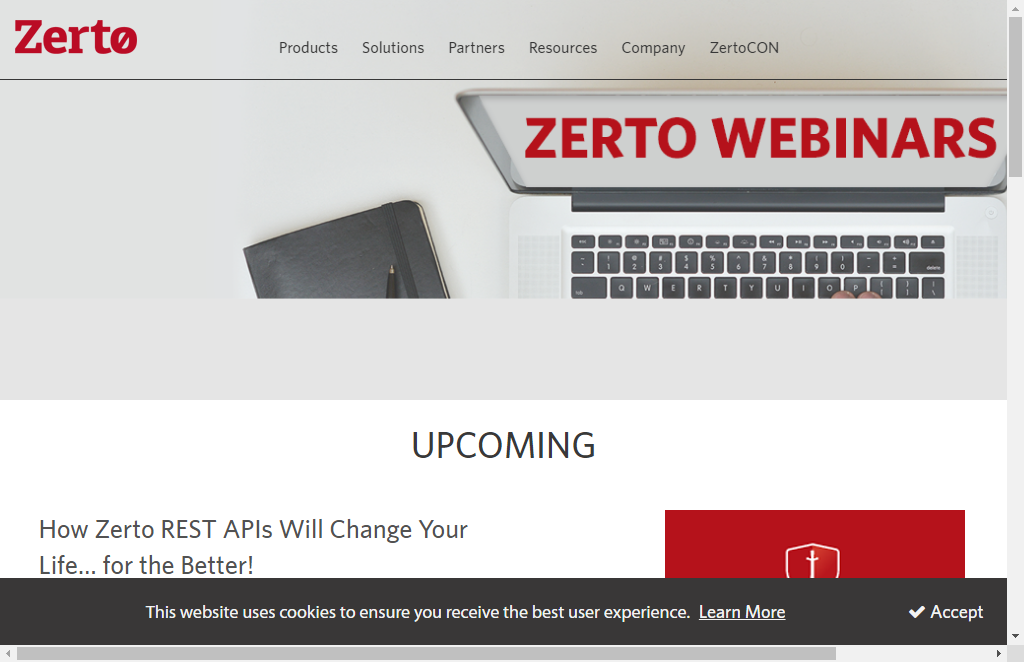 Zertø
Products Solutions Partners Resources Company ZertoCON
ZERTO WEBINARS
UPCOMING
How Zerto REST APIs Will Change Your
Life... for the Better!
This website uses cookies to ensure you receive the best user experience. Learn More
Accept